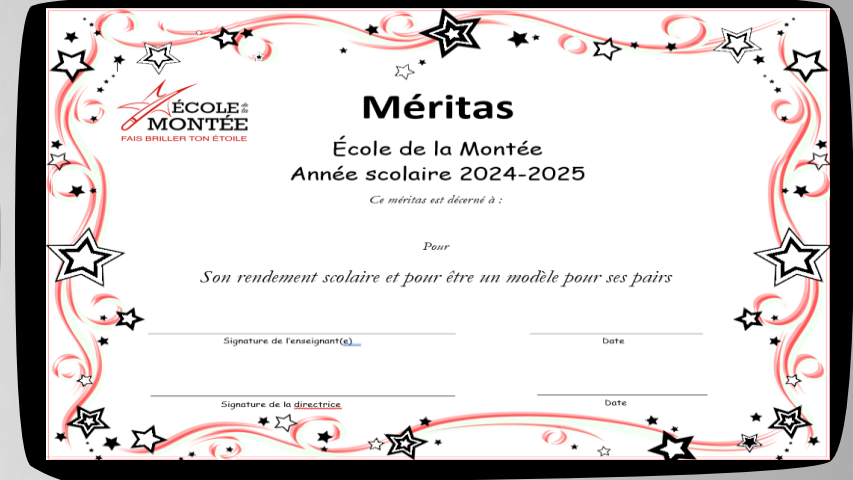 ÉCOLE de la
MONTÉE
FAIS BRILLER TON ÉTOILE
Méritas
École de la Montée
Année scolaire 2024-2025
Ce méritas est décerné à :
Pour
Son rendement scolaire et pour être un modèle pour ses pairs
Signature de l'enseignant(e)
Date
Signature de la directrice
Date